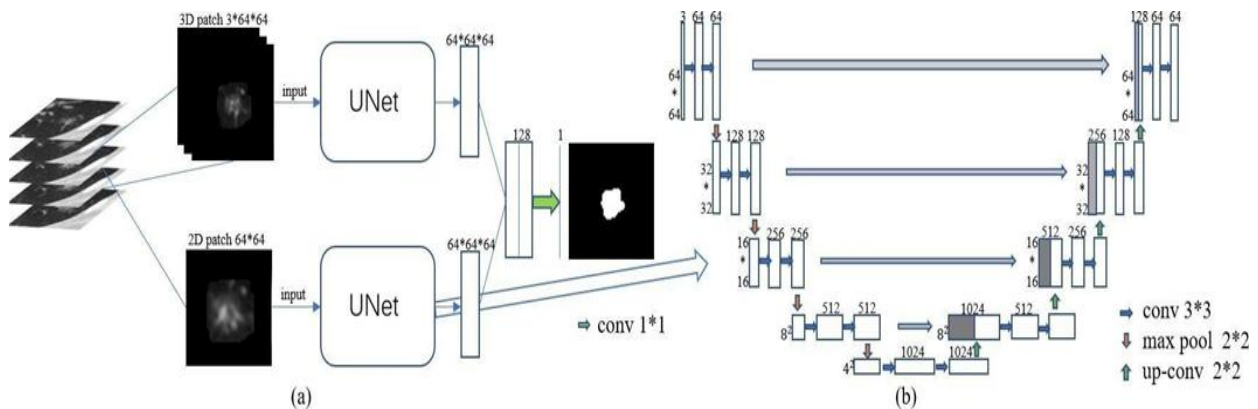 3D patch 3*64*64
input
UNet
64*64*64
128
1
2D patch 64*64
input
UNet
64*64*64
conv 1*1
(a)
3 64 64
64
*
64
128 64 64
64
*
64
128 128
32
*
32
256 128
32
*
32
256 256
16
*
16
512 256
16
*
16
512 512
8²
1024 512
8²
1024 1024
4²
conv 3*3
max pool 2*2
up-conv 2*2
(b)